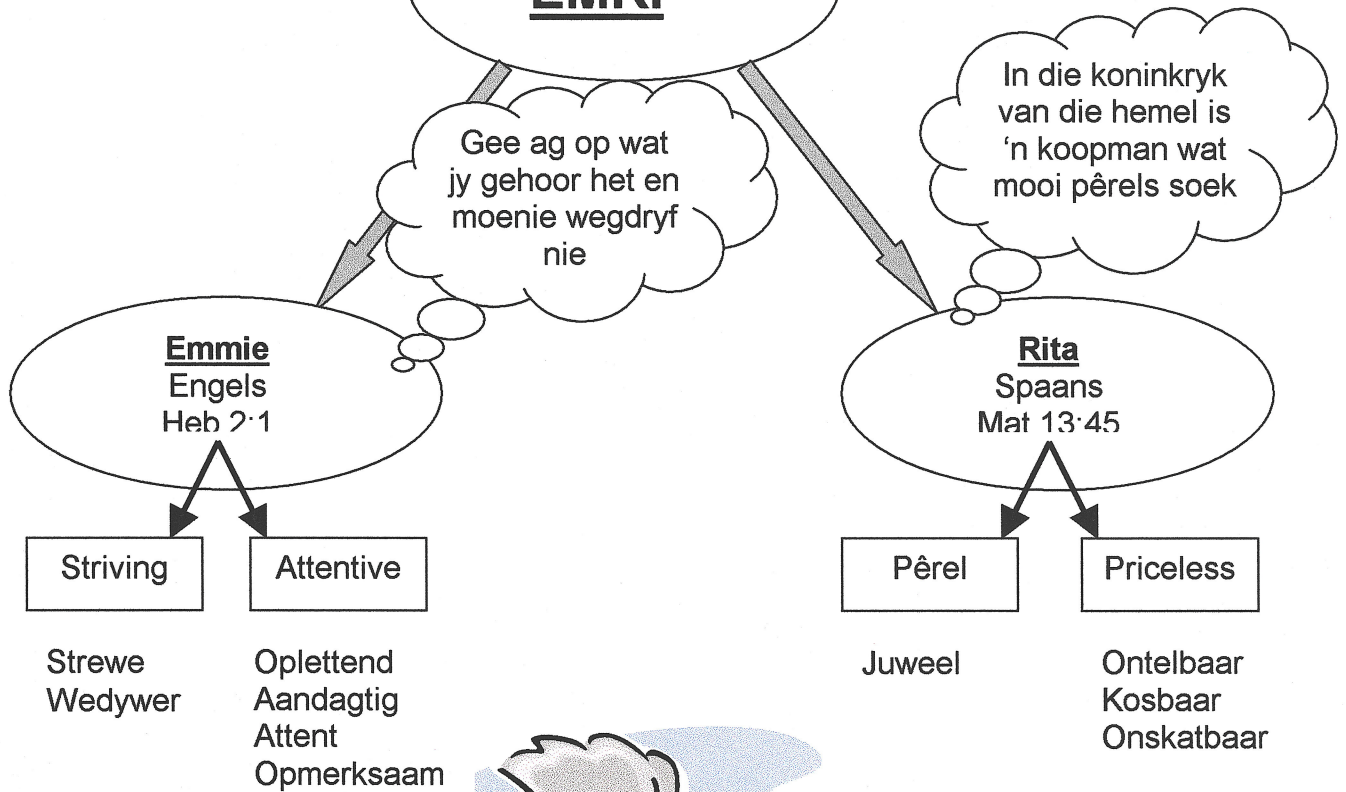 EMRI
In die koninkryk
van die hemel is
‘n koopman wat
mooi pêrels soek
Gee ag op wat
jy gehoor het en
moenie wegdryf
nie
Emmie
Engels
Heb 2:1
Rita
Spaans
Mat 13:45
Striving
Attentive
Pêrel
Priceless
Strewe
Wedywer
Oplettend
Aandagtig
Attent
Opmerksaam
Juweel
Ontelbaar
Kosbaar
Onskatbaar